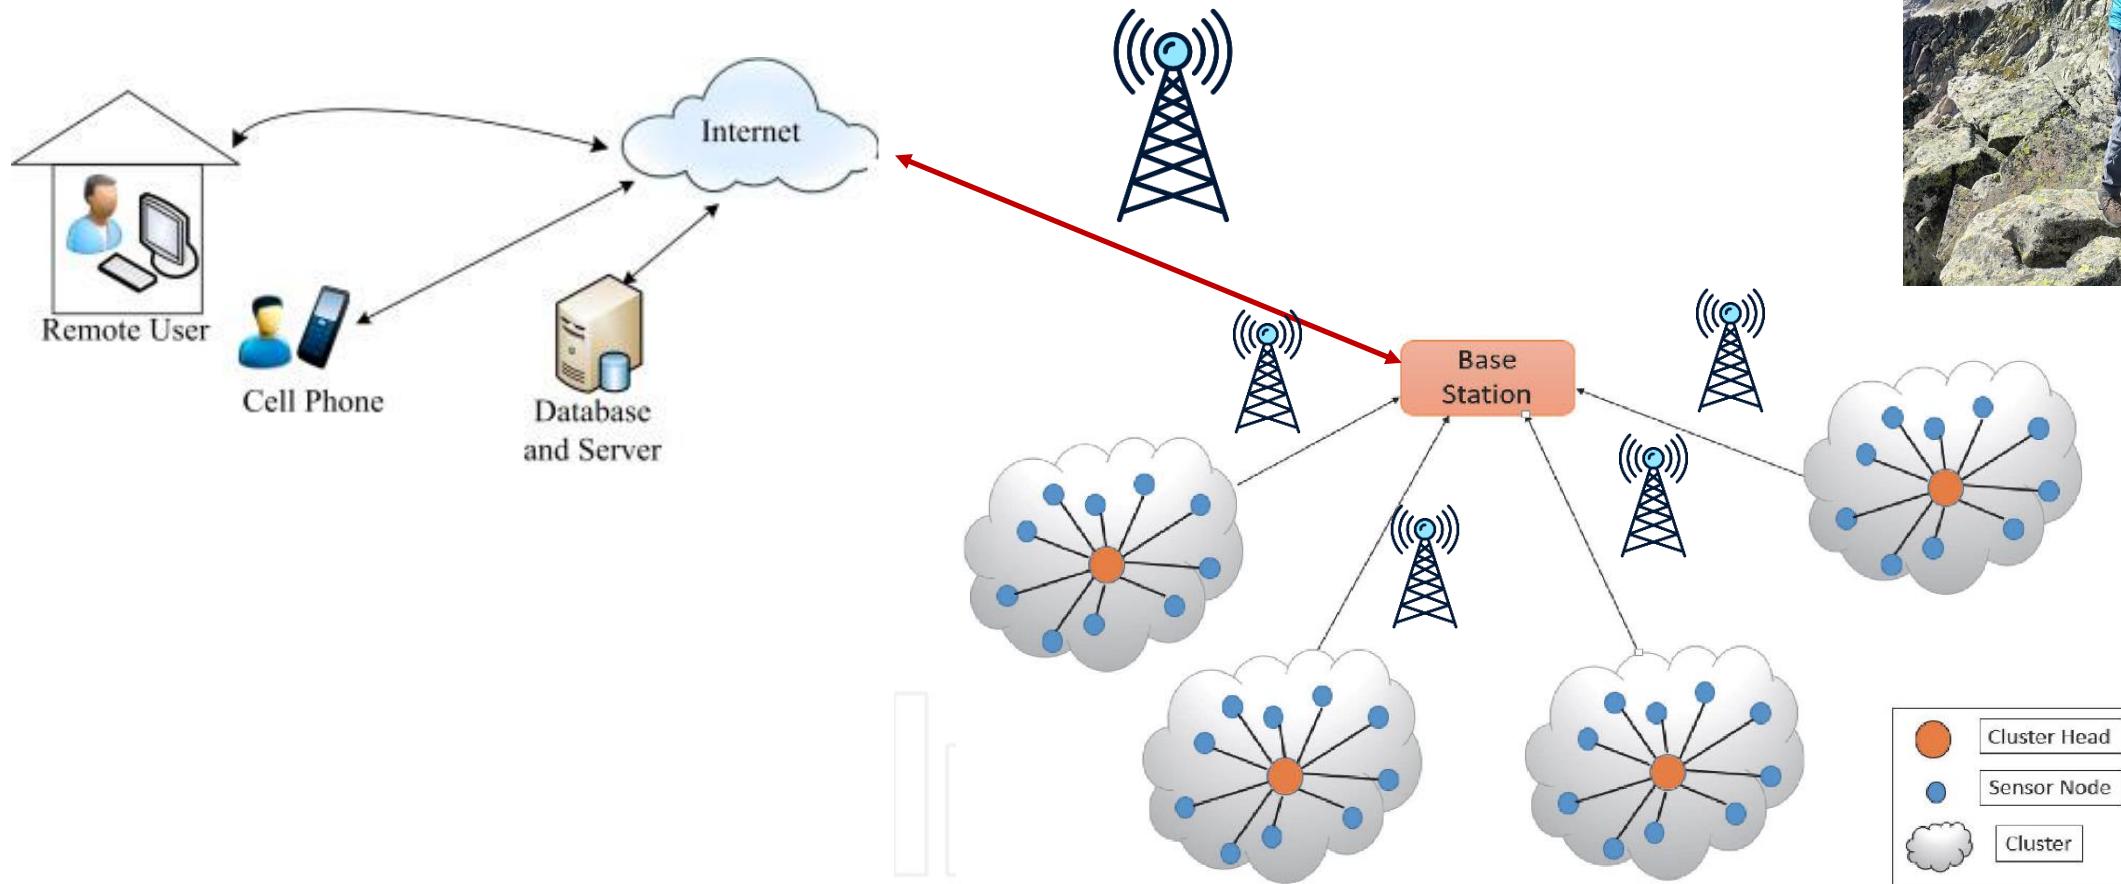 Internet
Remote User
Cell Phone
Database
and Server
Base
Station
Cluster Head
Sensor Node
Cluster